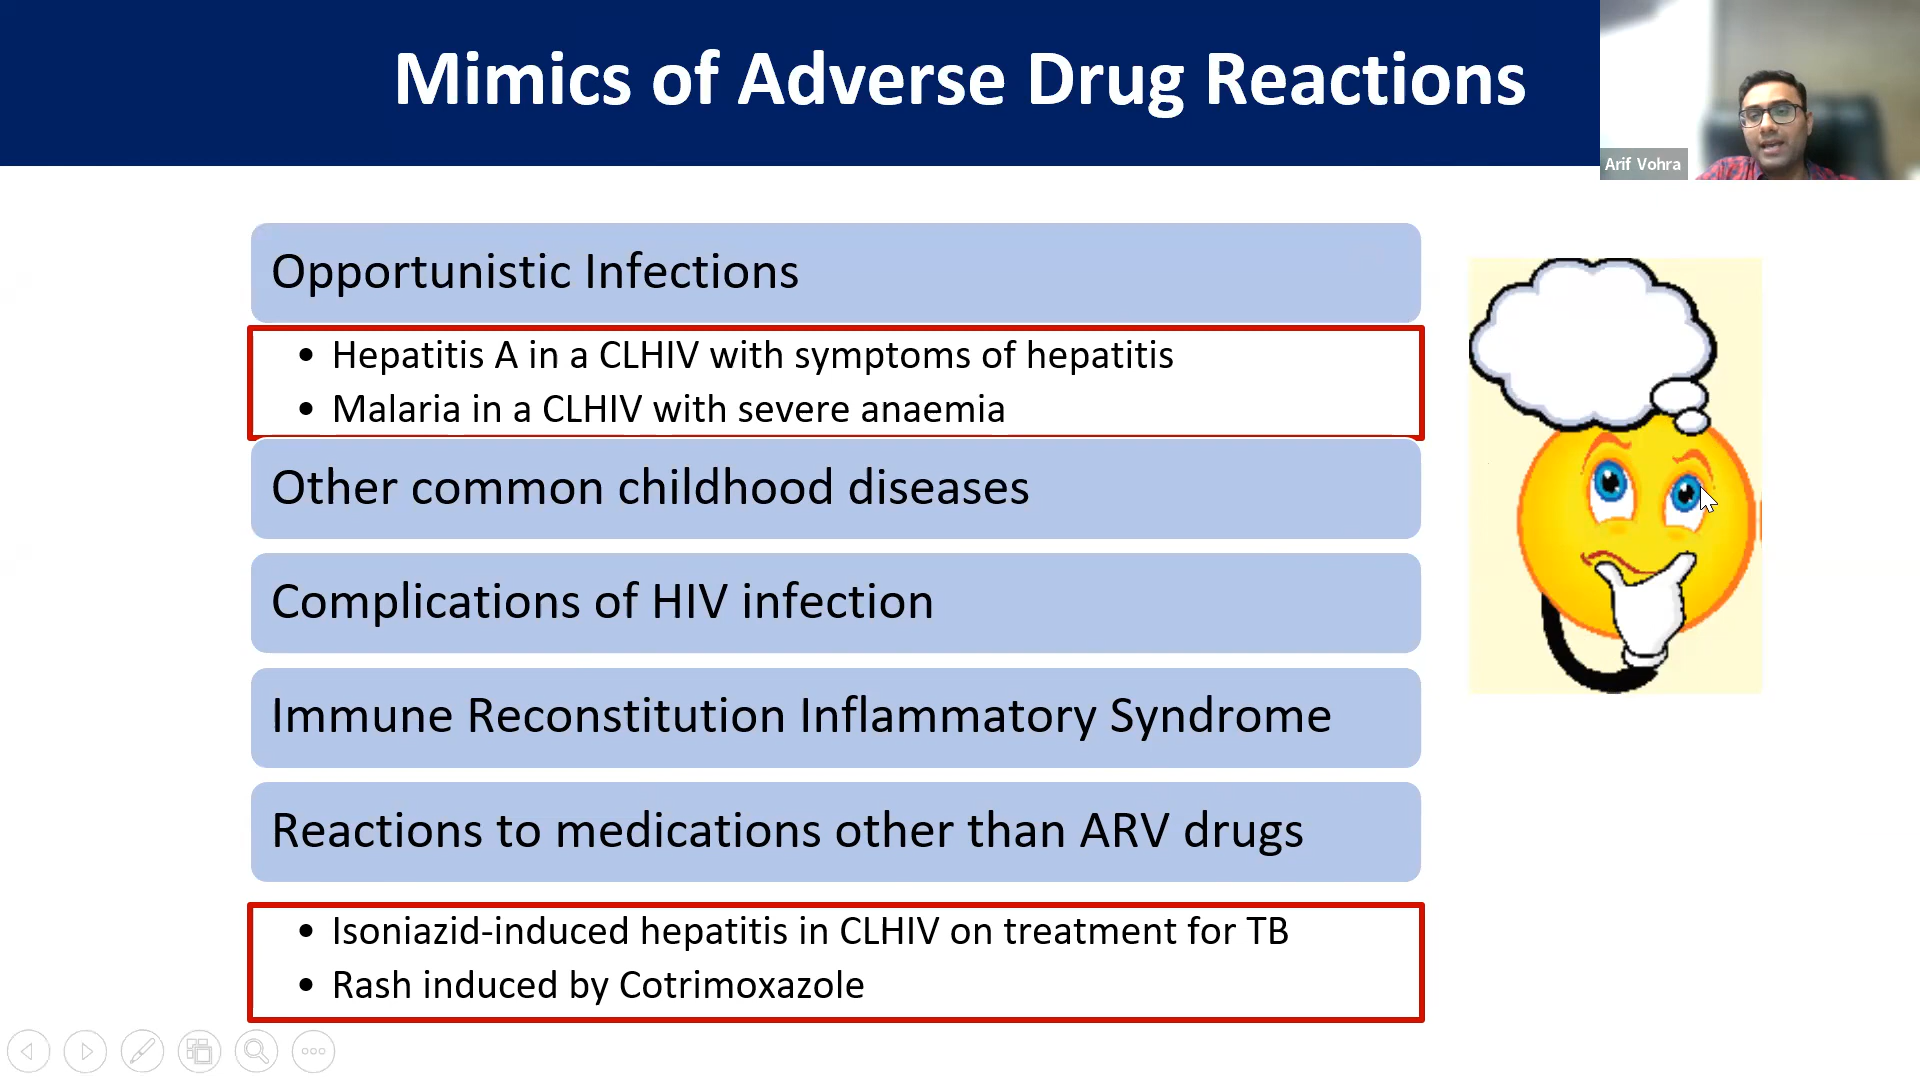 Mimics of Adverse Drug Reactions
Arif Vohra
Opportunistic Infections
• Hepatitis A in a CLHIV with symptoms of hepatitis
• Malaria in a CLHIV with severe anaemia
Other common childhood diseases
Complications of HIV infection
Immune Reconstitution Inflammatory Syndrome
Reactions to medications other than ARV drugs
• Isoniazid-induced hepatitis in CLHIV on treatment for TB
• Rash induced by Cotrimoxazole